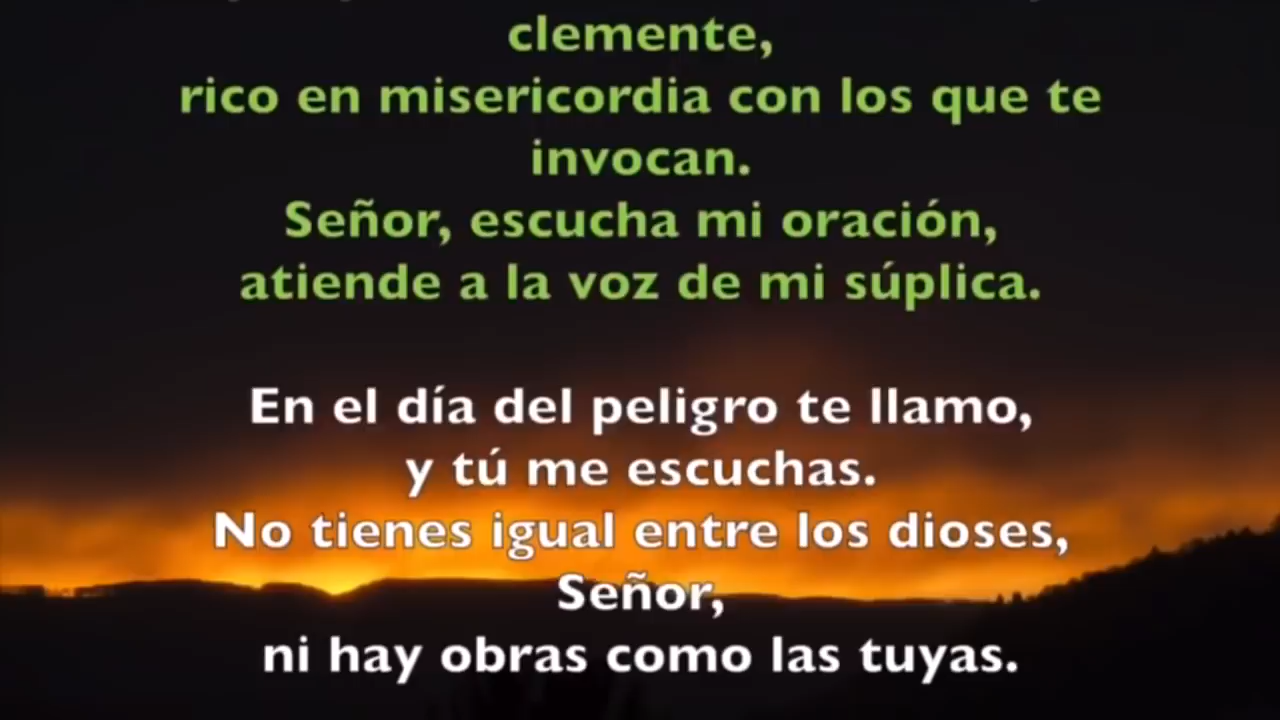 clemente,
rico en misericordia con los que te
invocan.
Señor, escucha mi oración,
atiende a la voz de mi súplica.
En el día del peligro te llamo,
y tú me escuchas.
No tienes igual entre los dioses,
Señor,
ni hay obras como las tuyas.